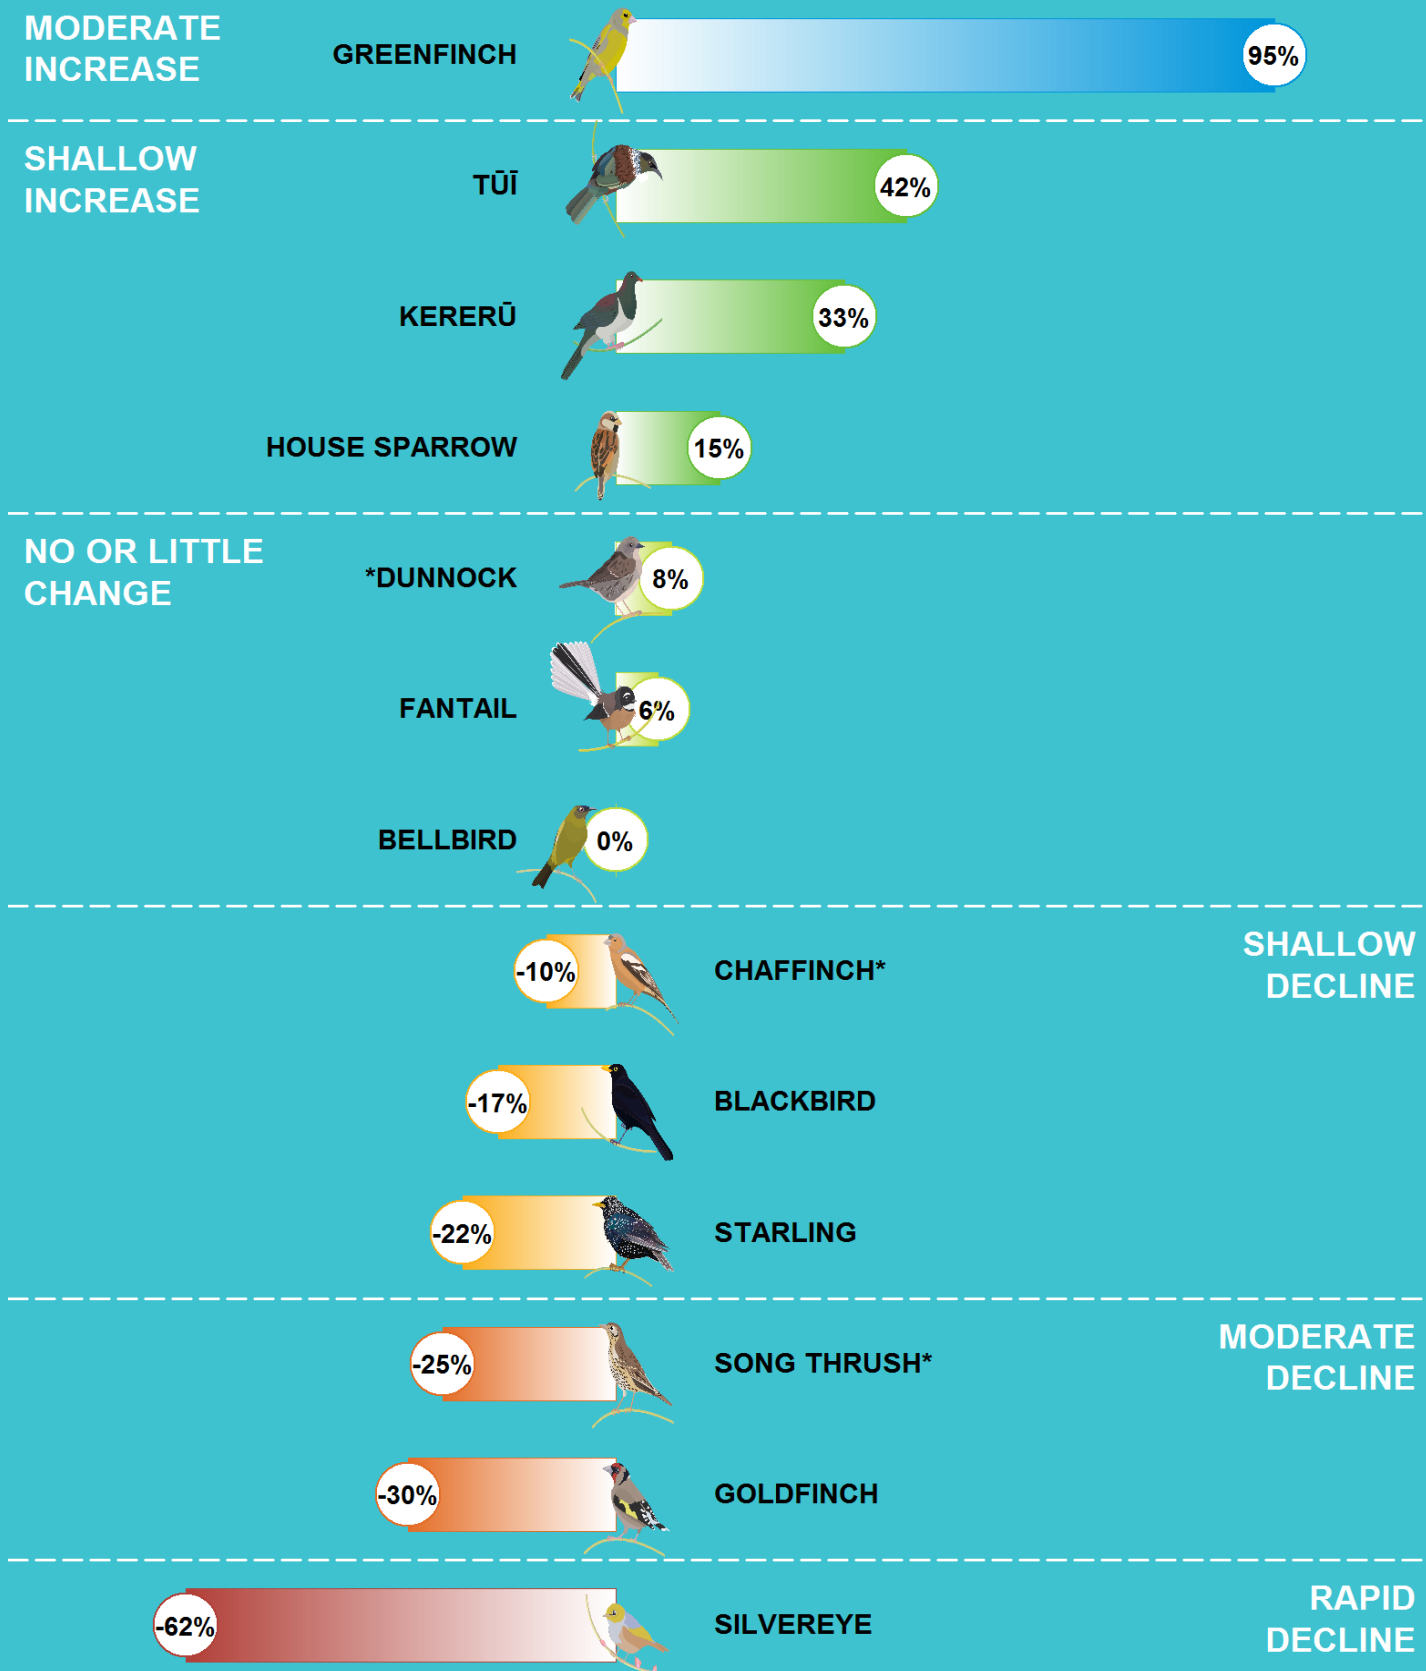 MODERATE
INCREASE
GREENFINCH
95%
SHALLOW
INCREASE
TŪĪ
42%
KERERŪ
33%
HOUSE SPARROW
15%
NO OR LITTLE
CHANGE
*DUNNOCK
8%
FANTAIL
6%
BELLBIRD
0%
SHALLOW
DECLINE
-10%
CHAFFINCH*
-17%
BLACKBIRD
-22%
STARLING
MODERATE
DECLINE
-25%
SONG THRUSH*
-30%
GOLDFINCH
RAPID
DECLINE
-62%
SILVEREYE